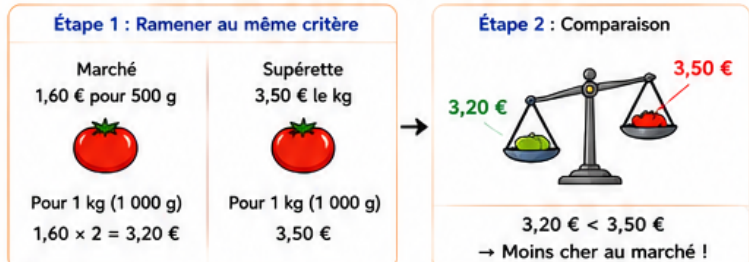 Étape 1 : Ramener au même critère
Marché
1,60 € pour 500 g
Pour 1 kg (1 000 g)
1,60 × 2 = 3,20 €
Supérette
3,50 € le kg
Pour 1 kg (1 000 g)
3,50 €
Étape 2 : Comparaison
3,20 €
3,50 €
3,20 € < 3,50 €
→ Moins cher au marché !